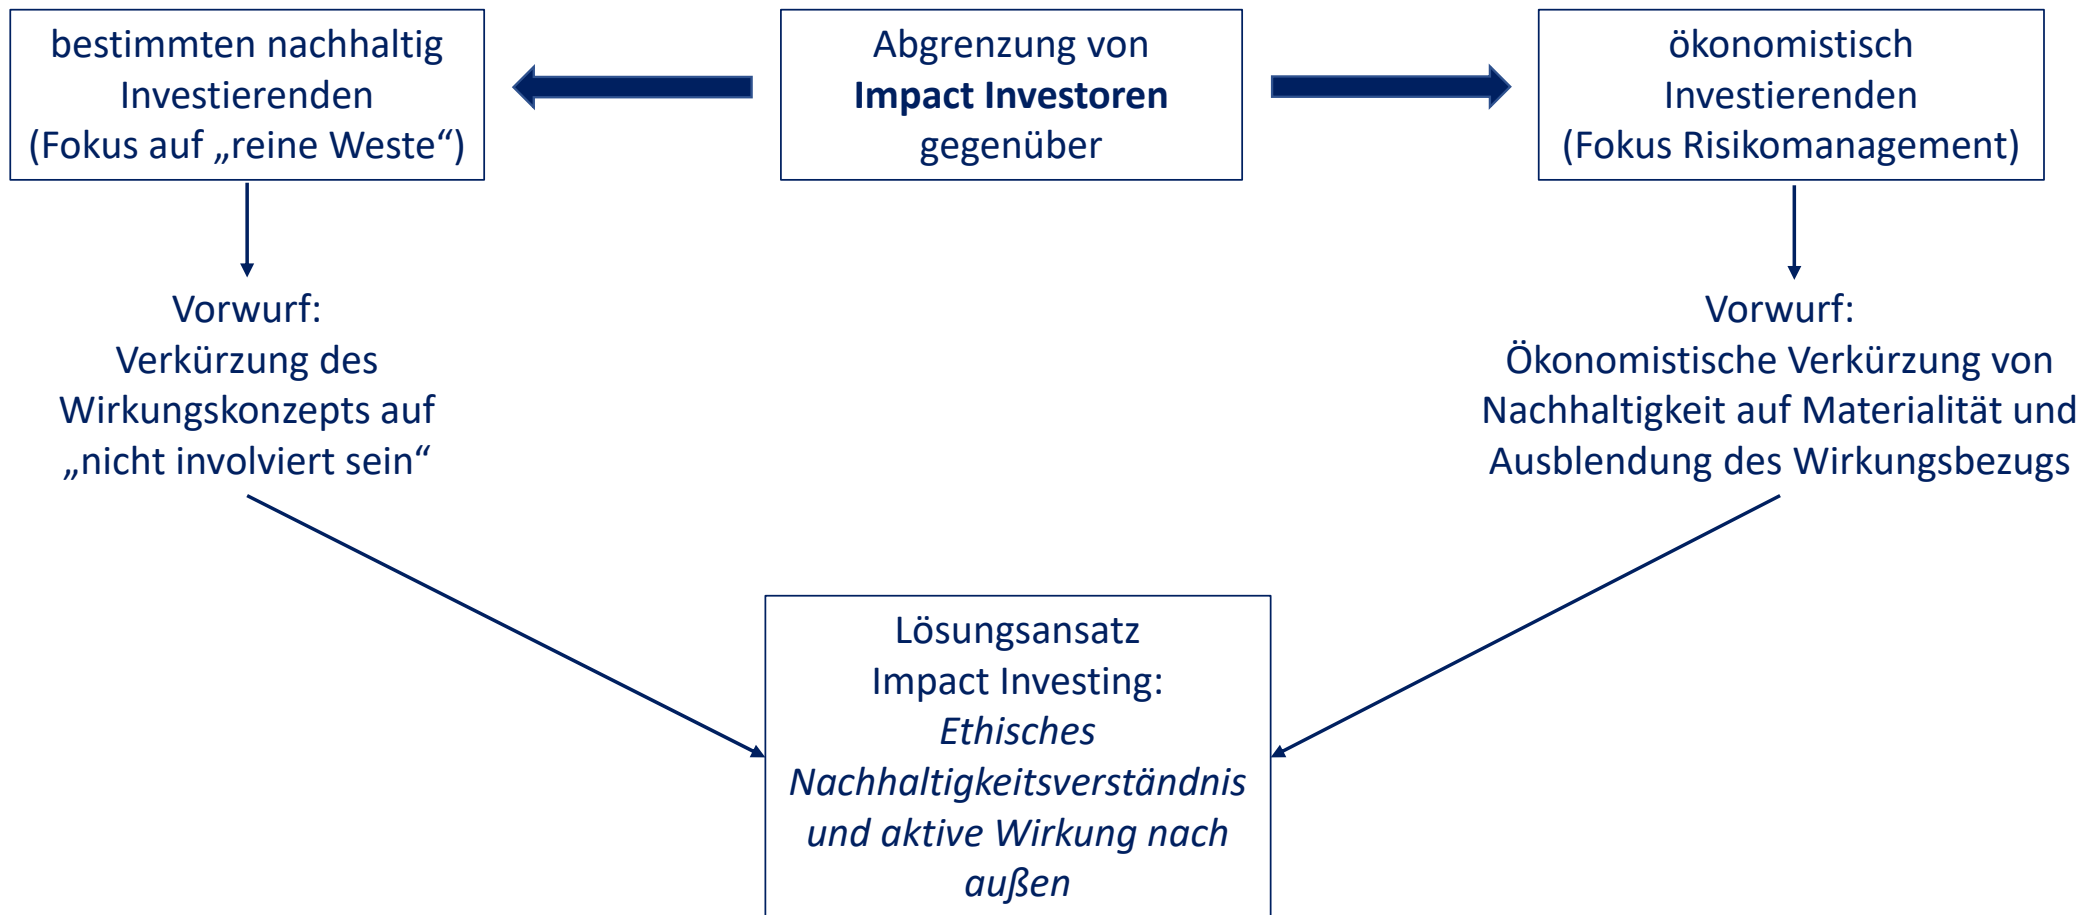 bestimmten nachhaltig
Investierenden
(Fokus auf „reine Weste“)
Abgrenzung von
Impact Investoren
gegenüber
ökonomistisch
Investierenden
(Fokus Risikomanagement)
Vorwurf:
Verkürzung des
Wirkungskonzepts auf
„nicht involviert sein“
Vorwurf:
Ökonomistische Verkürzung von
Nachhaltigkeit auf Materialität und
Ausblendung des Wirkungsbezugs
Lösungsansatz
Impact Investing:
Ethisches
Nachhaltigkeitsverständnis
und aktive Wirkung nach
außen